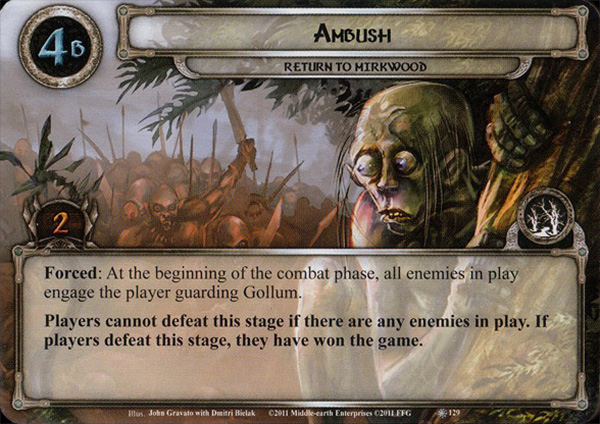 4B
Ambush
Return to Mirkwood
2
Forced: At the beginning of the combat phase, all enemies in play
engage the player guarding Gollum.
Players cannot defeat this stage if there are any enemies in play. If
players defeat this stage, they have won the game.
Illus. John Gravato with Dmitri Bielak ©2011 Middle-earth Enterprises ©2011 FFG 129